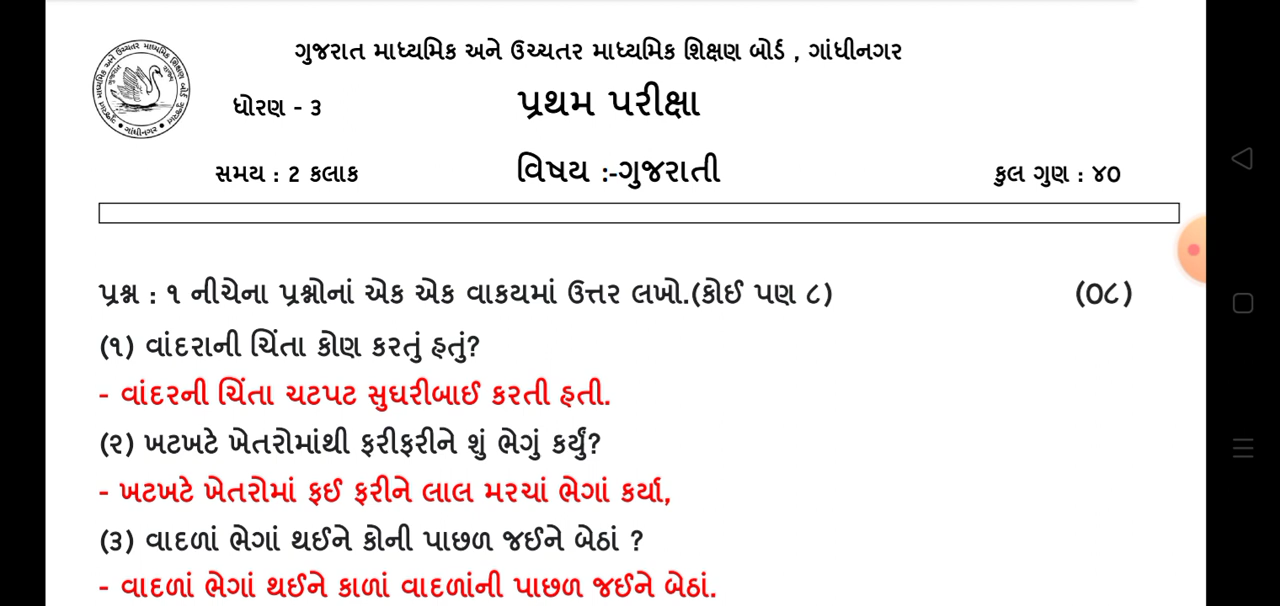 ગુજરાત માધ્યમિક અને ઉચ્ચતર માધ્યમિક શિક્ષણ બોર્ડ , ગાંધીનગર
ધોરણ - ૩ પ્રથમ પરીક્ષા
સમય : 2 કલાક વિષય :-ગુજરાતી કુલ ગુણ : ૪૦
પ્રશ્ન : ૧ નીચેના પ્રશ્નોનાં એક એક વાકયમાં ઉત્તર લખો.(કોઈ પણ ૮) (૦૮)
(૧) વાંદરાની ચિંતા કોણ કરતું હતું?
- વાંદરની ચિંતા ચટપટ સુઘરીબાઈ કરતી હતી.
(૨) ખટખટે ખેતરોમાંથી ફરીફરીને શું ભેગું કર્યું?
- ખટખટે ખેતરોમાં ફઈ ફરીને લાલ મરચાં ભેગાં કર્યા,
(૩) વાદળાં ભેગાં થઈને કોની પાછળ જઈને બેઠાં ?
- વાદળાં ભેગાં થઈને કાળાં વાદળાંની પાછળ જઈને બેઠાં.